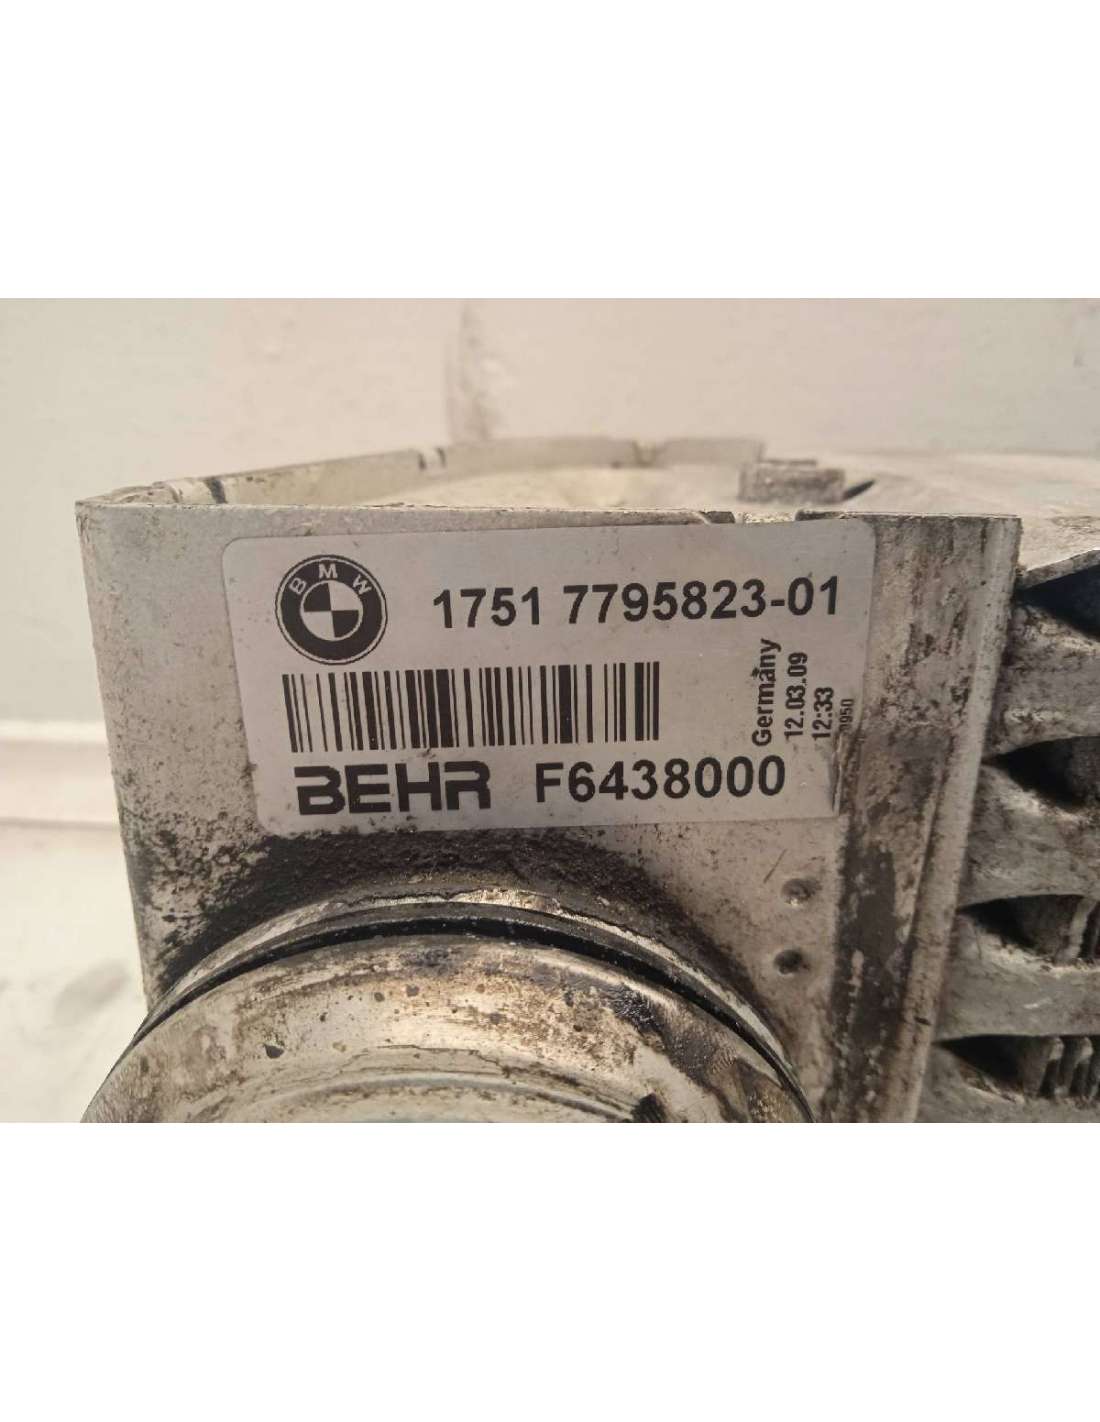 BMW
1751 7795823-01
Germany
12.03.09
12:33
BEHR F6438000